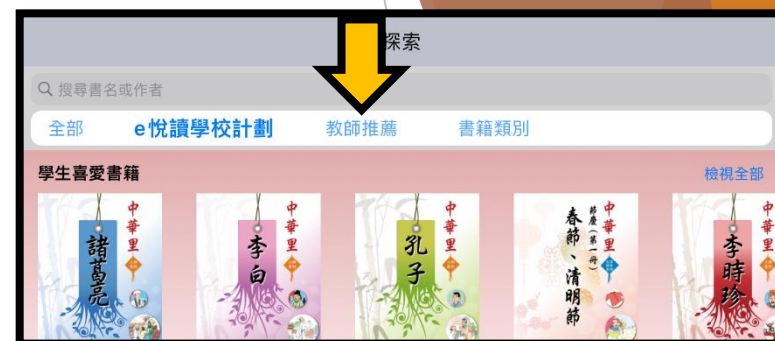 探索
搜尋書名或作者
全部 e悅讀學校計劃 教師推薦 書籍類別
學生喜愛書籍 檢視全部
中華里 諸葛亮
中華里 李白
中華里 孔子
中華里 節慶(第一冊) 春節、清明節
中華里 李時珍